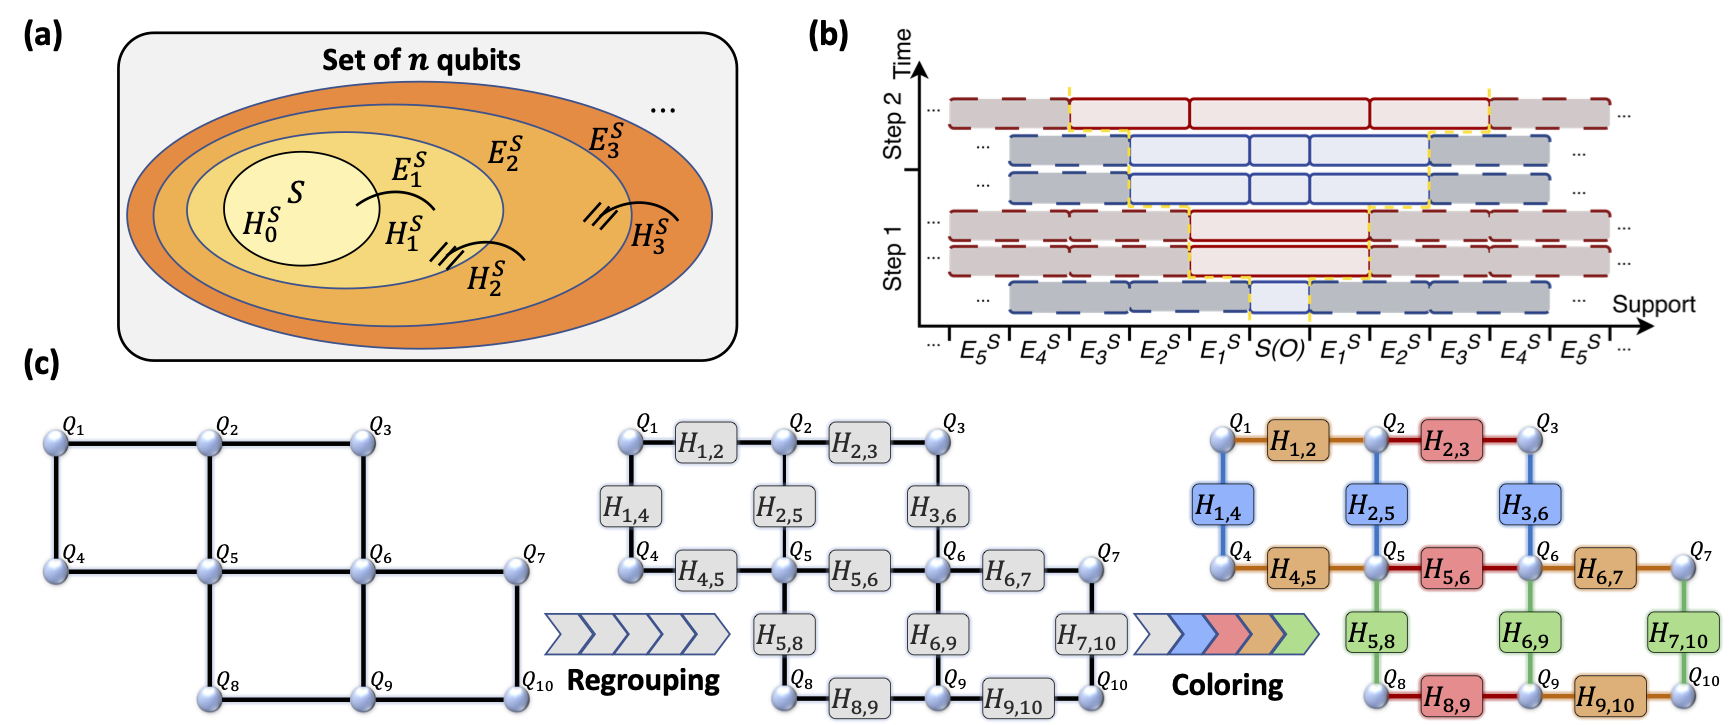 (a)
Set of n qubits
...
S
H_0^S
E_1^S
H_1^S
E_2^S
H_2^S
E_3^S
H_3^S
(b)
Time
Step 2
Step 1
... ...
... ...
... ...
... ...
... ...
... ...
Support
... E_5^S E_4^S E_3^S E_2^S E_1^S S(O) E_1^S E_2^S E_3^S E_4^S E_5^S ...
(c)
Q_1 Q_2 Q_3
Q_4 Q_5 Q_6 Q_7
Q_8 Q_9 Q_10
Regrouping
Q_1 H_{1,2} Q_2 H_{2,3} Q_3
H_{1,4} H_{2,5} H_{3,6}
Q_4 H_{4,5} Q_5 H_{5,6} Q_6 H_{6,7} Q_7
H_{5,8} H_{6,9} H_{7,10}
Q_8 H_{8,9} Q_9 H_{9,10} Q_10
Coloring
Q_1 H_{1,2} Q_2 H_{2,3} Q_3
H_{1,4} H_{2,5} H_{3,6}
Q_4 H_{4,5} Q_5 H_{5,6} Q_6 H_{6,7} Q_7
H_{5,8} H_{6,9} H_{7,10}
Q_8 H_{8,9} Q_9 H_{9,10} Q_10